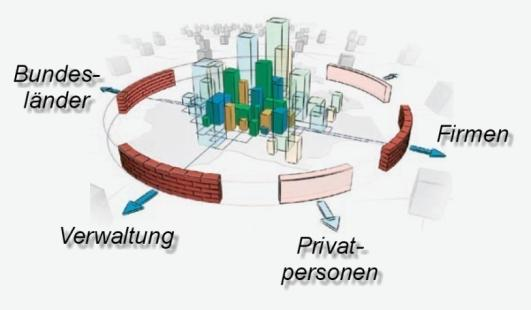 Bundes-
länder
Firmen
Verwaltung
Privat-
personen